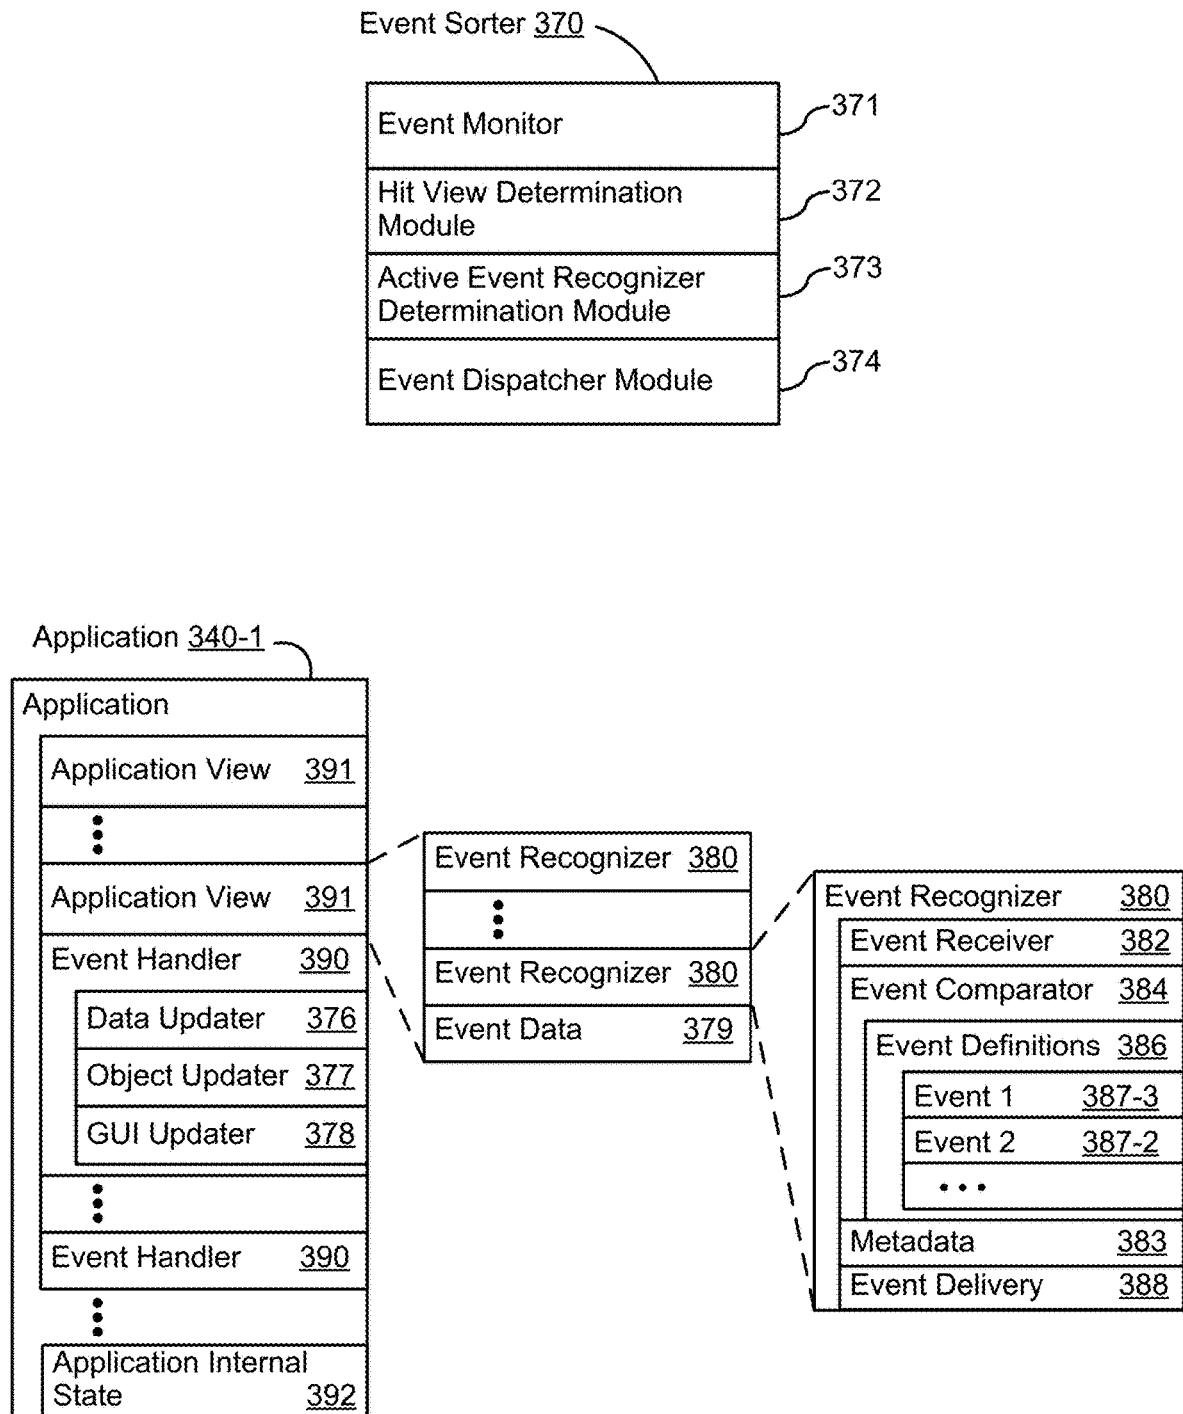 Event Sorter 370
Event Monitor
371
Hit View Determination
Module
372
Active Event Recognizer
Determination Module
373
Event Dispatcher Module
374
Application 340-1
Application
Application View 391
Application View 391
Event Handler 390
Data Updater 376
Object Updater 377
GUI Updater 378
Event Handler 390
Application Internal
State 392
Event Recognizer 380
Event Recognizer 380
Event Data 379
Event Recognizer 380
Event Receiver 382
Event Comparator 384
Event Definitions 386
Event 1 387-3
Event 2 387-2
Metadata 383
Event Delivery 388